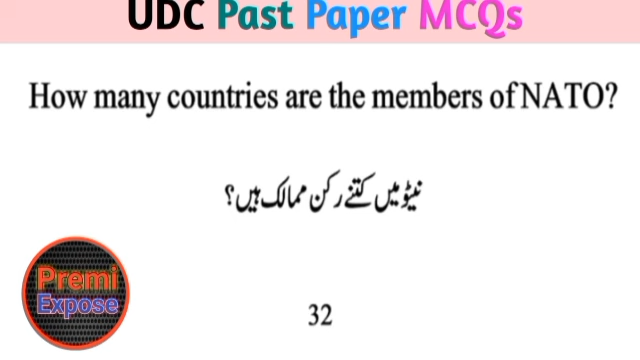 UDC Past Paper MCQs
How many countries are the members of NATO?
نیٹو میں کتنے رکن ممالک ہیں؟
Premi
Expose
32